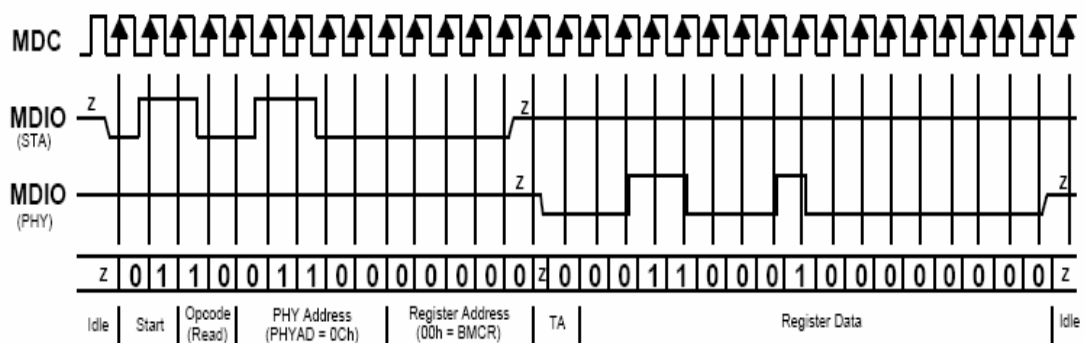 MDC
MDIO Z Z
(STA)
MDIO Z Z
(PHY)
z 0 1 1 0 0 1 1 0 0 0 0 0 0 0 z 0 0 0 1 1 0 0 0 1 0 0 0 0 0 0 0 0 z
Idle Start Opcode PHY Address Register Address TA Register Data Idle
(Read) (PHYAD = 0Ch) (00h = BMCR)